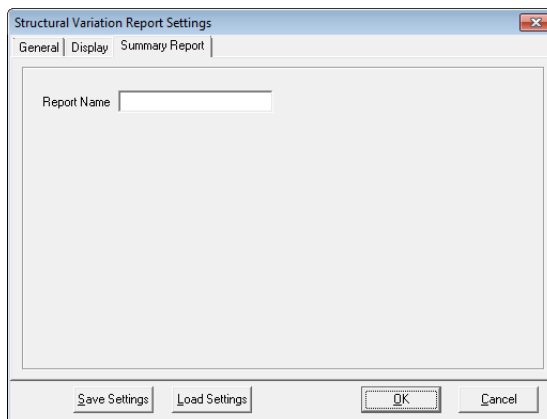 Structural Variation Report Settings
General Display Summary Report
Report Name
Save Settings Load Settings OK Cancel